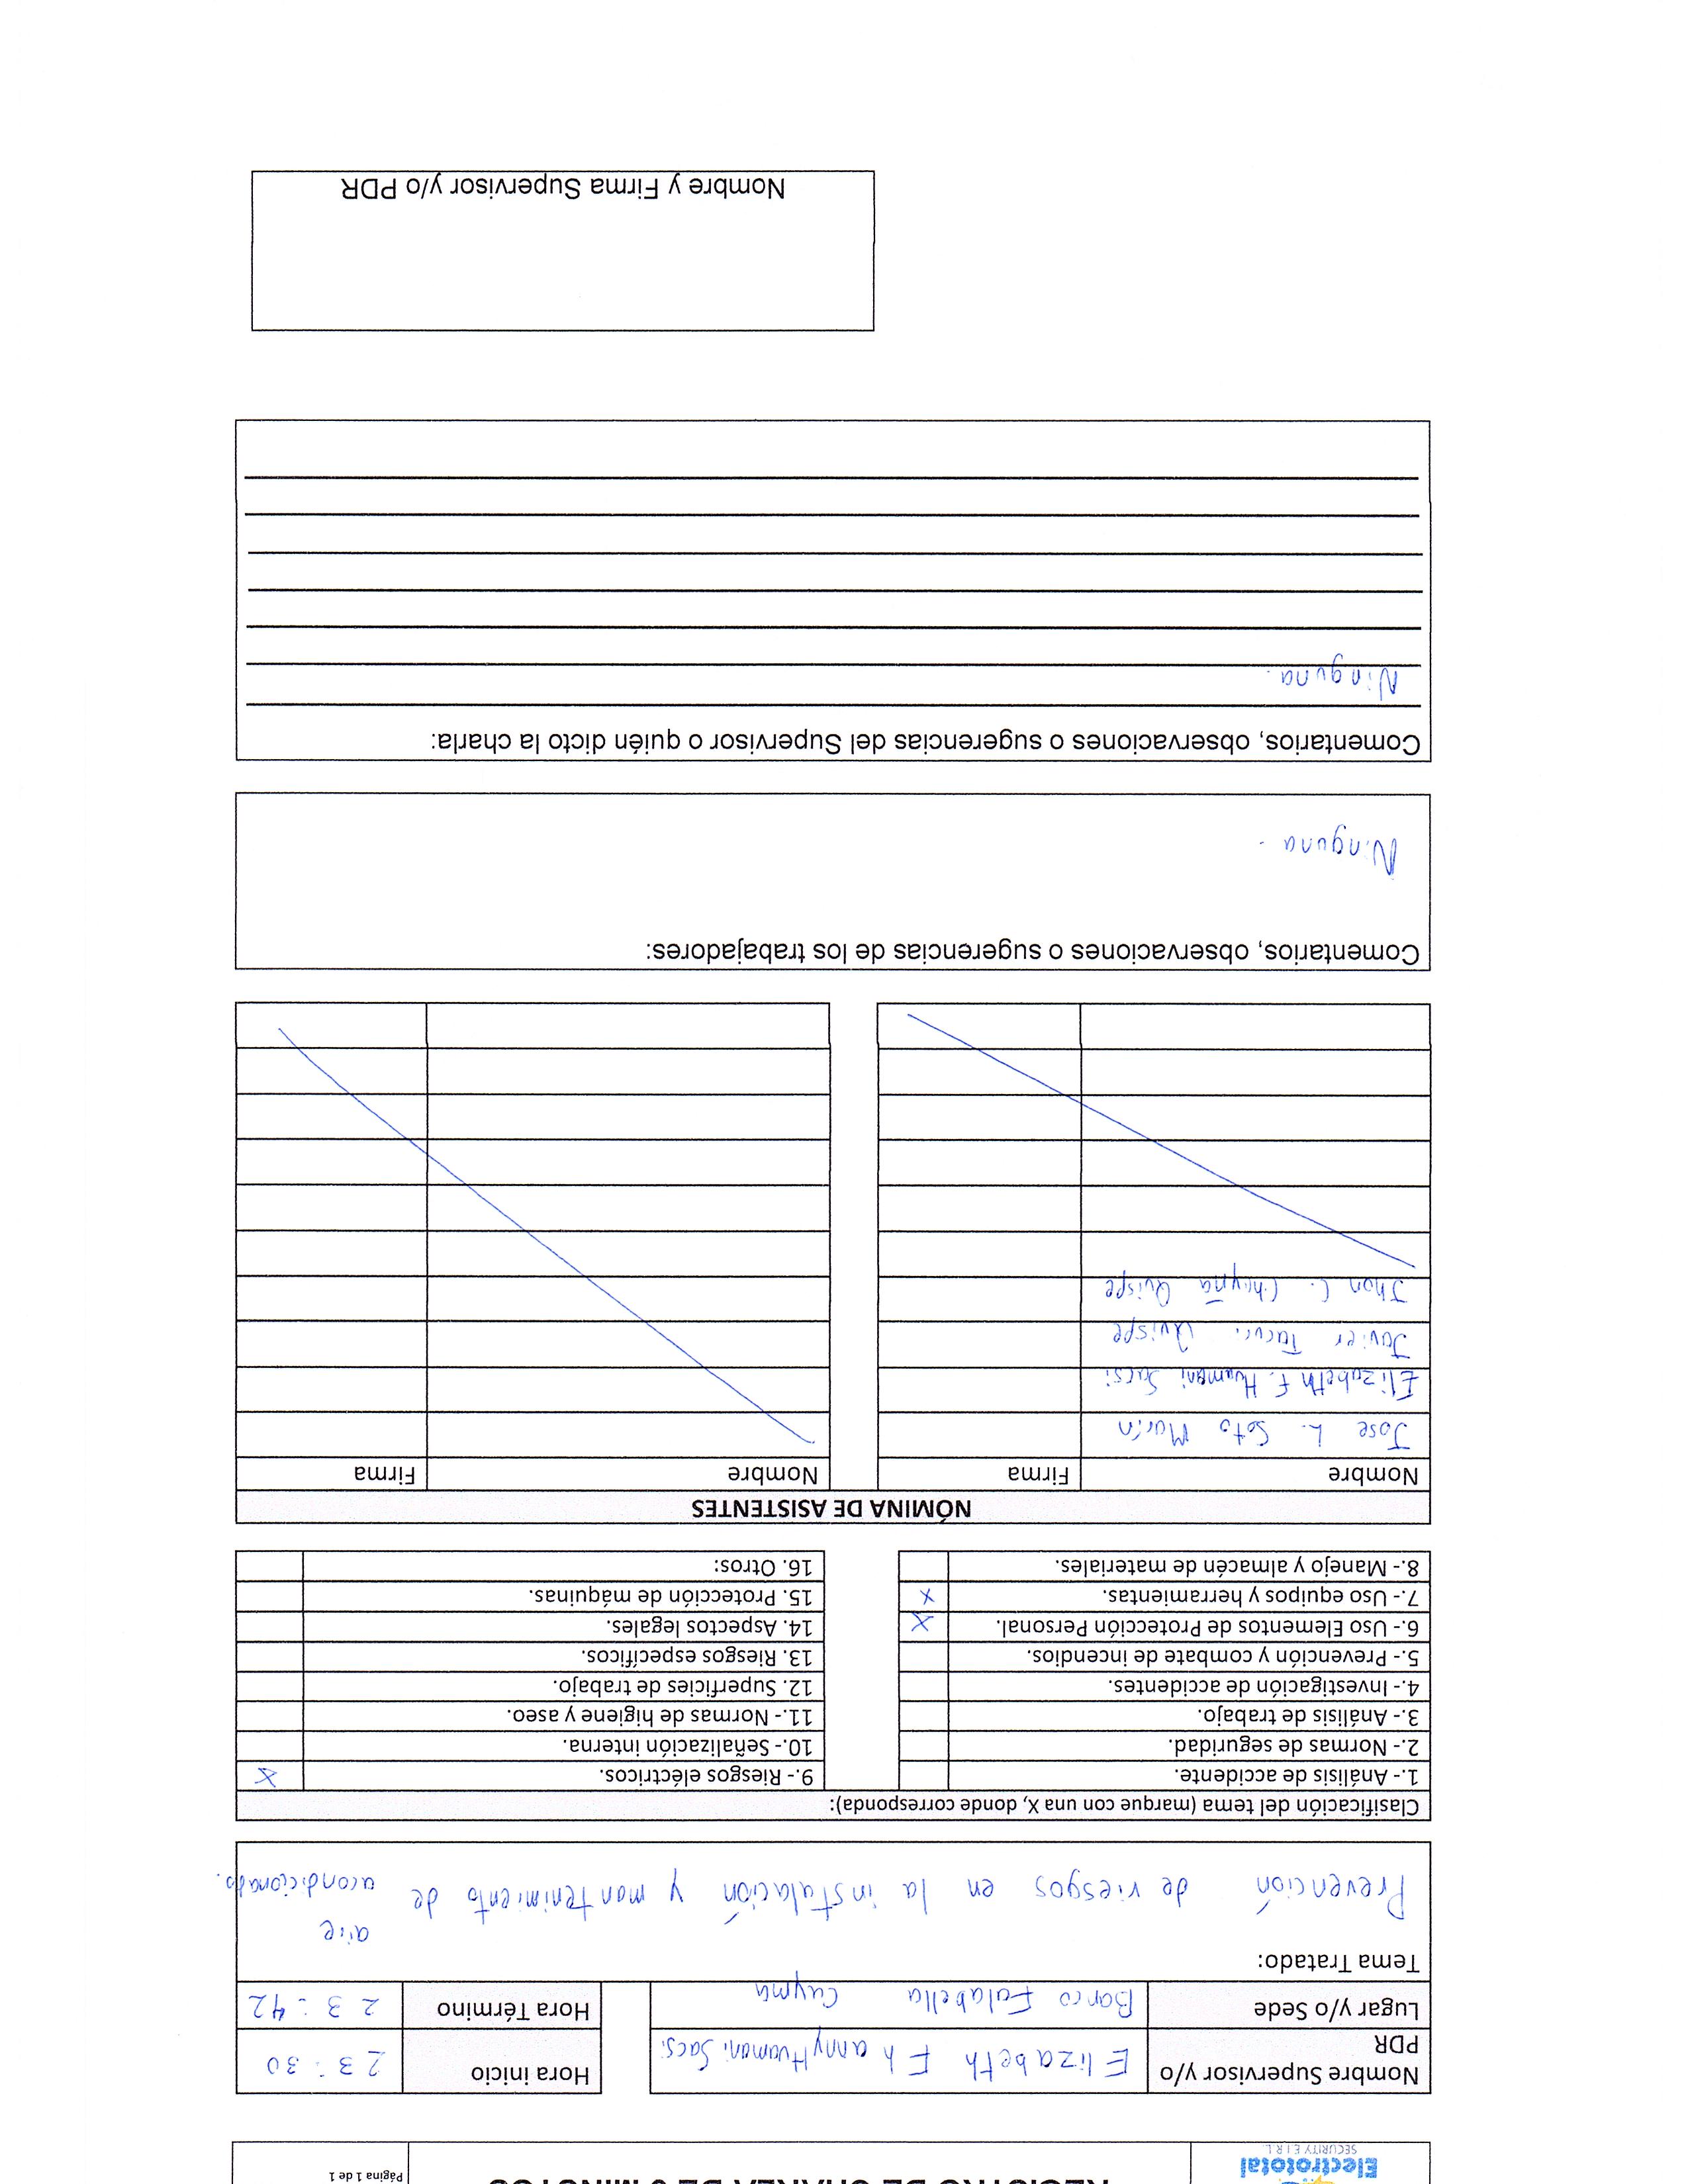 Electrototal
SECURITY E.I.R.L.
REGISTRO DE CHARLA DE 5 MINUTOS
Página 1 de 1
Nombre Supervisor y/o PDR
Elizabeth Fhanny Huamani Sacsi
Hora inicio
23:30
Lugar y/o Sede
Banco Falabella Cayma
Hora Término
23:42
Tema Tratado:
Prevención de riesgos en la instalación y mantenimiento de aire acondicionado.
Clasificación del tema (marque con una X, donde corresponda):
1.- Análisis de accidente.
9.- Riesgos eléctricos. X
2.- Normas de seguridad.
10.- Señalización interna.
3.- Análisis de trabajo.
11.- Normas de higiene y aseo.
4.- Investigación de accidentes.
12. Superficies de trabajo.
5.- Prevención y combate de incendios.
13. Riesgos específicos.
6.- Uso Elementos de Protección Personal. X
14. Aspectos legales.
7.- Uso equipos y herramientas. X
15. Protección de máquinas.
8.- Manejo y almacén de materiales.
16. Otros:
NÓMINA DE ASISTENTES
Nombre Firma Nombre Firma
Jose L. Soto Marín
Elizabeth F. Huamani Sacsi
Javier Tacuri Quispe
Jhon C. Chayña Quispe
Comentarios, observaciones o sugerencias de los trabajadores:
Ninguna.
Comentarios, observaciones o sugerencias del Supervisor o quién dicto la charla:
Ninguna.
Nombre y Firma Supervisor y/o PDR